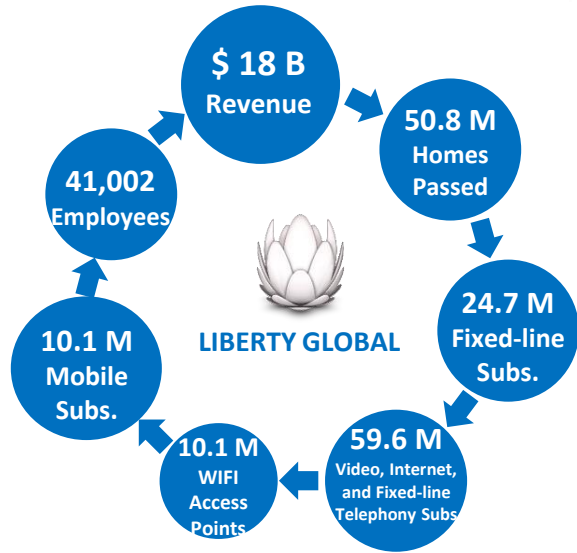 $ 18 B
Revenue
50.8 M
Homes
Passed
24.7 M
Fixed-line
Subs.
59.6 M
Video, Internet,
and Fixed-line
Telephony Subs
10.1 M
WIFI
Access
Points
10.1 M
Mobile
Subs.
41,002
Employees
LIBERTY GLOBAL